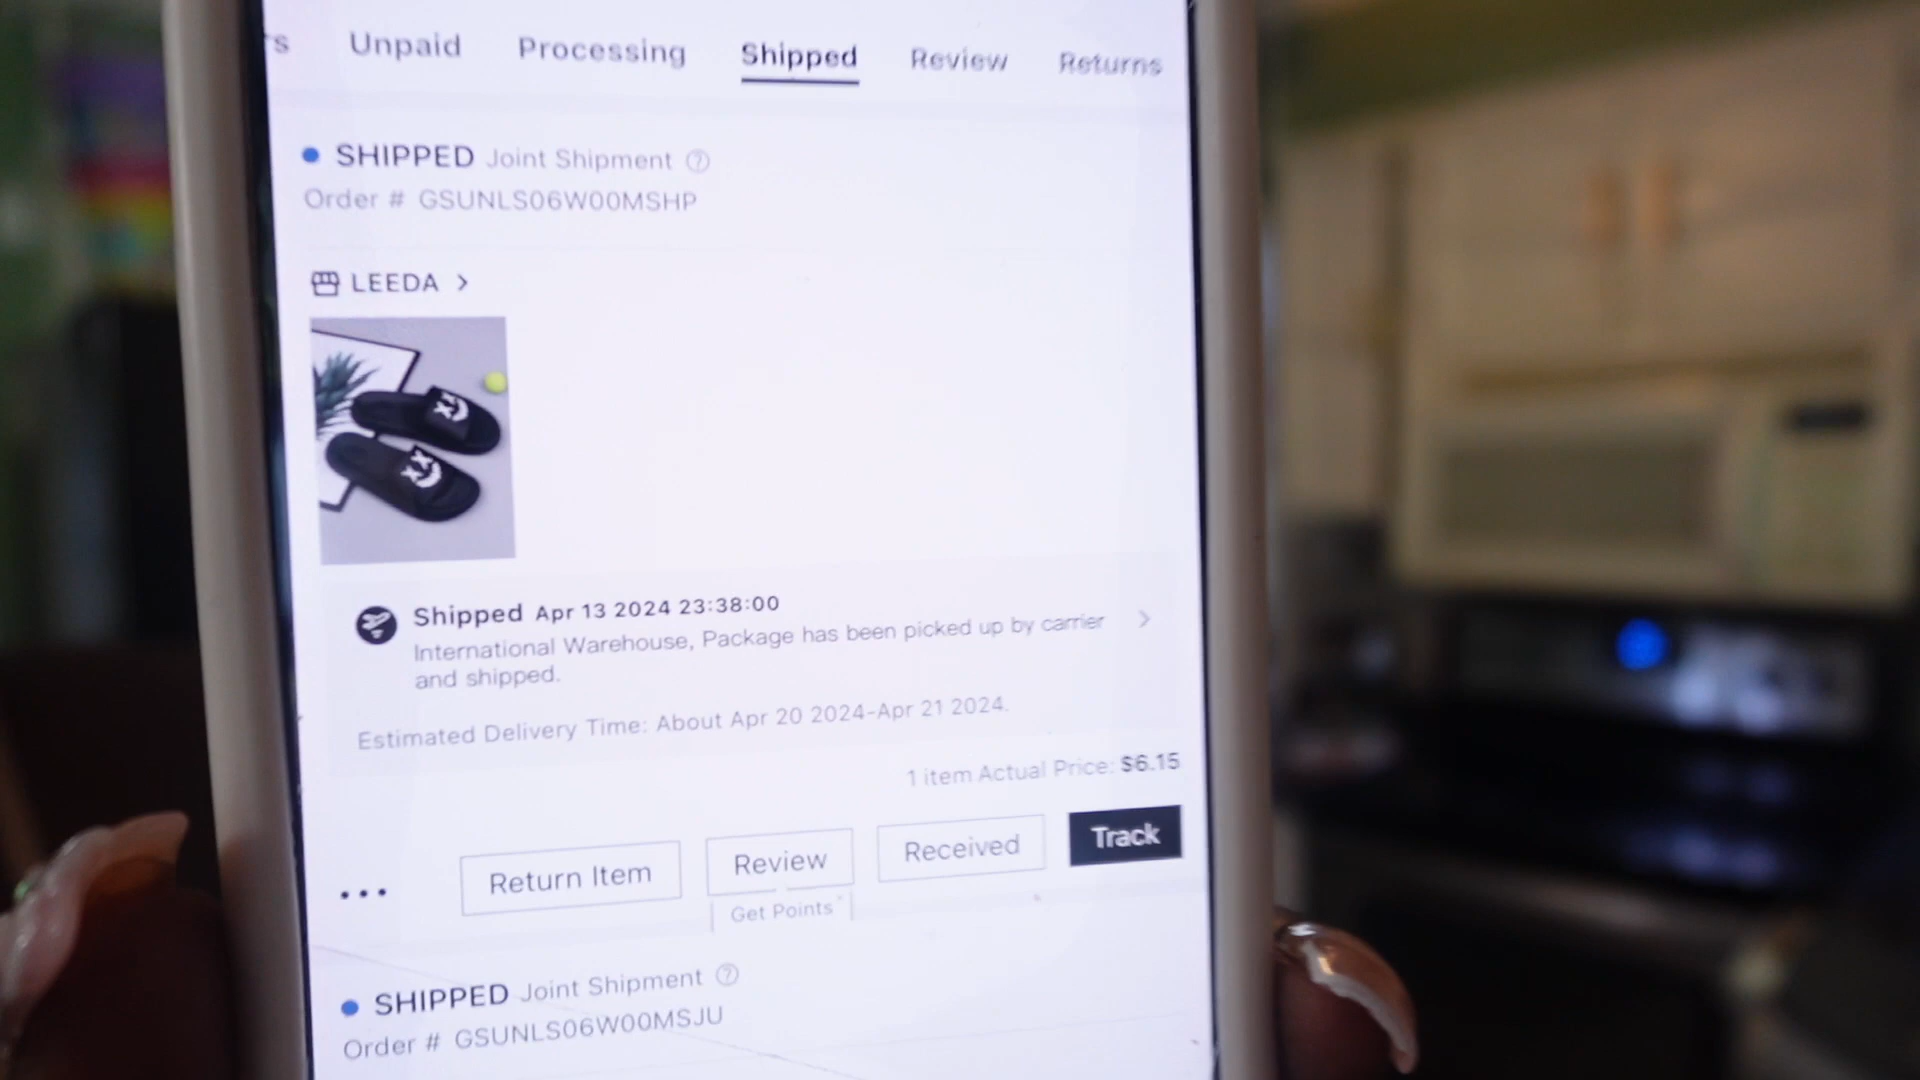 s Unpaid Processing Shipped Review Returns
SHIPPED Joint Shipment ?
Order # GSUNLS06W00MSHP
LEEDA >
Shipped Apr 13 2024 23:38:00
International Warehouse, Package has been picked up by carrier
and shipped.
Estimated Delivery Time: About Apr 20 2024-Apr 21 2024.
1 item Actual Price: $6.15
... Return Item Review Received Track
Get Points
SHIPPED Joint Shipment ?
Order # GSUNLS06W00MSJU